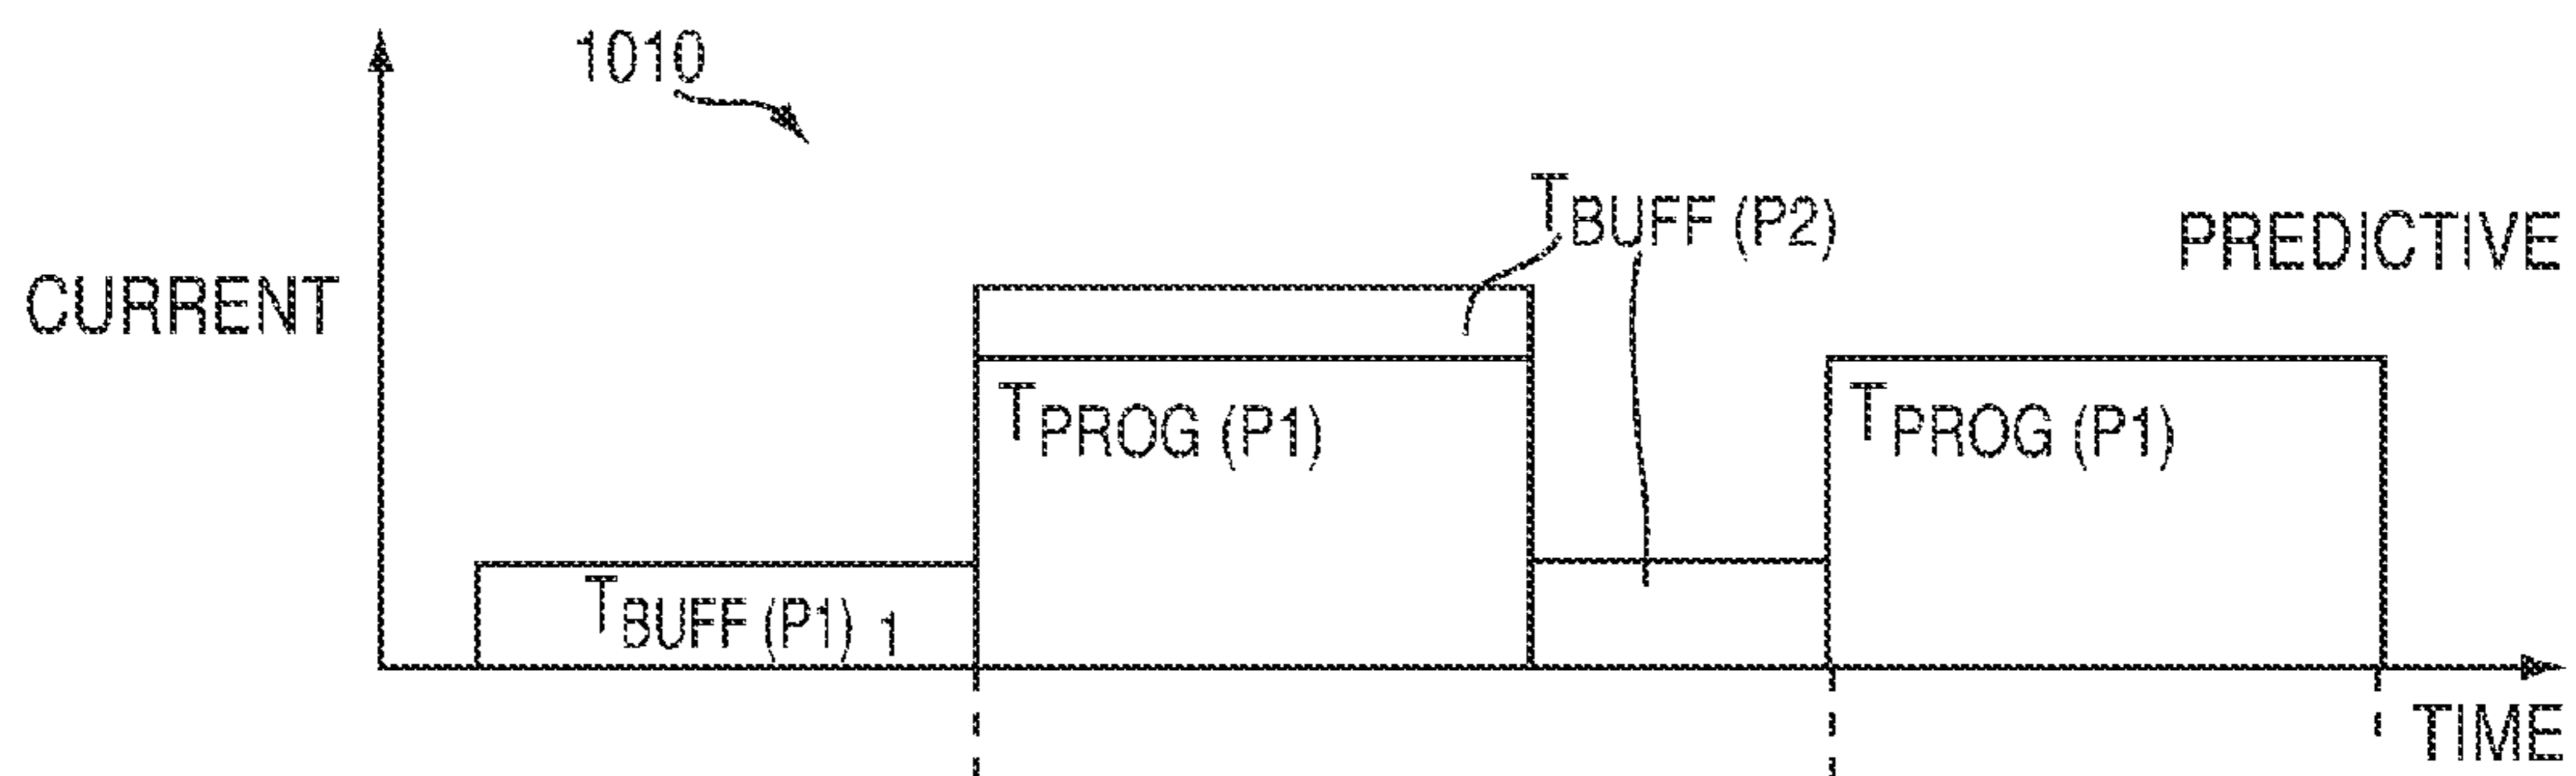 1010
TBUFF (P2)
PREDICTIVE
CURRENT
TPROG (P1)
TPROG (P1)
TBUFF (P1) 1
TIME